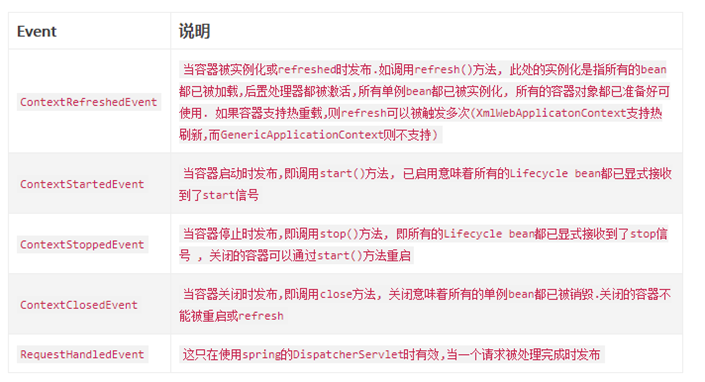 Event 说明
ContextRefreshedEvent
当容器被实例化或refreshed时发布.如调用refresh()方法, 此处的实例化是指所有的bean
都已被加载,后置处理器都被激活,所有单例bean都已被实例化, 所有的容器对象都已准备好可
使用. 如果容器支持热重载,则refresh可以被触发多次(XmlWebApplicatonContext支持热
刷新,而GenericApplicationContext则不支持)
ContextStartedEvent
当容器启动时发布,即调用start()方法, 已启用意味着所有的Lifecycle bean都已显式接收
到了start信号
ContextStoppedEvent
当容器停止时发布,即调用stop()方法, 即所有的Lifecycle bean都已显式接收到了stop信
号 , 关闭的容器可以通过start()方法重启
ContextClosedEvent
当容器关闭时发布,即调用close方法, 关闭意味着所有的单例bean都已被销毁.关闭的容器不
能被重启或refresh
RequestHandledEvent
这只在使用spring的DispatcherServlet时有效,当一个请求被处理完成时发布